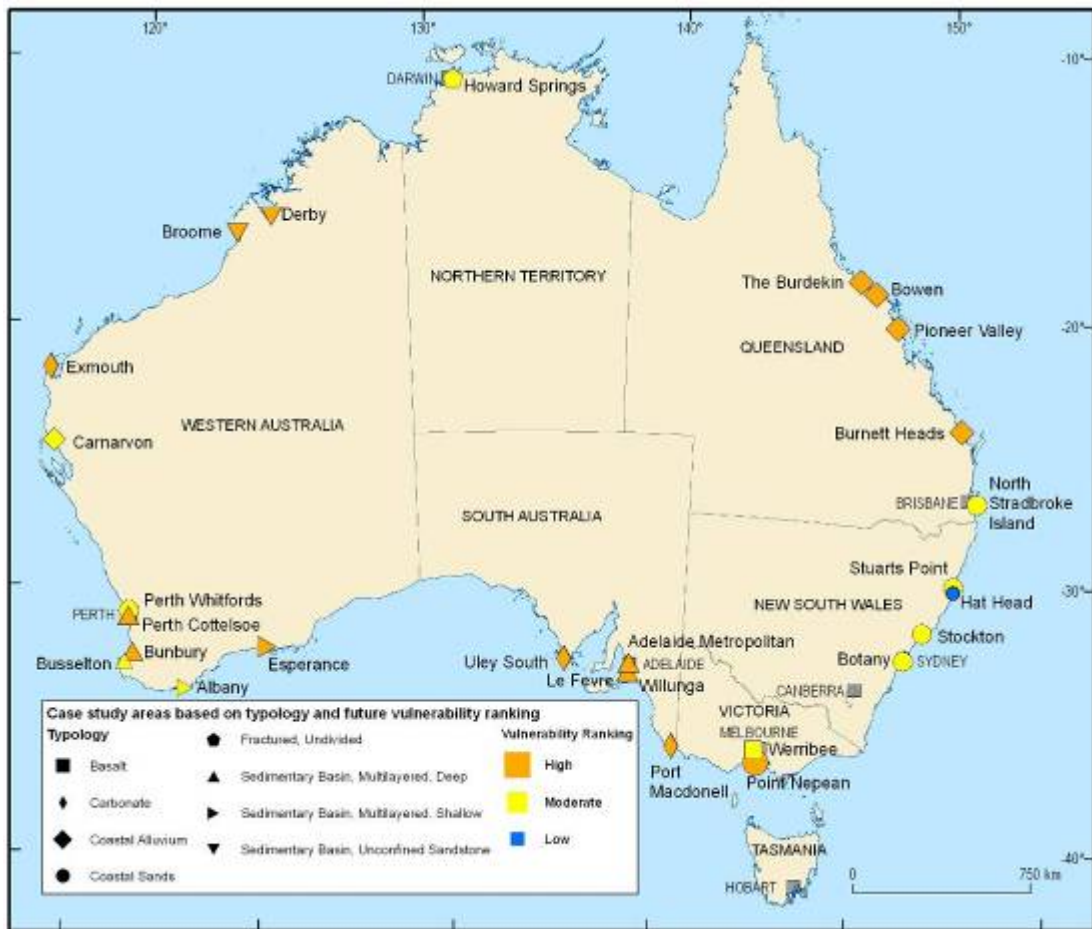 120°
130°
140°
150°
-10°
DARWIN
Howard Springs
Derby
Broome
NORTHERN TERRITORY
The Burdekin
Bowen
-20°
Pioneer Valley
QUEENSLAND
Exmouth
WESTERN AUSTRALIA
Carnarvon
Burnett Heads
North
Stradbroke
Island
BRISBANE
SOUTH AUSTRALIA
Stuarts Point
-30°
Perth Whitfords
PERTH
Perth Cottelsoe
NEW SOUTH WALES
Hat Head
Stockton
Bunbury
Busselton
Esperance
Adelaide Metropolitan
Uley South
ADELAIDE
Le Fevre
Willunga
Botany
SYDNEY
Albany
CANBERRA
VICTORIA
MELBOURNE
Werribee
Port
Macdonell
Point Nepean
TASMANIA
-40°
HOBART
0
750 km
Case study areas based on typology and future vulnerability ranking
Typology
Basalt
Carbonate
Coastal Alluvium
Coastal Sands
Fractured, Undivided
Sedimentary Basin, Multilayered, Deep
Sedimentary Basin, Multilayered, Shallow
Sedimentary Basin, Unconfined Sandstone
Vulnerability Ranking
High
Moderate
Low